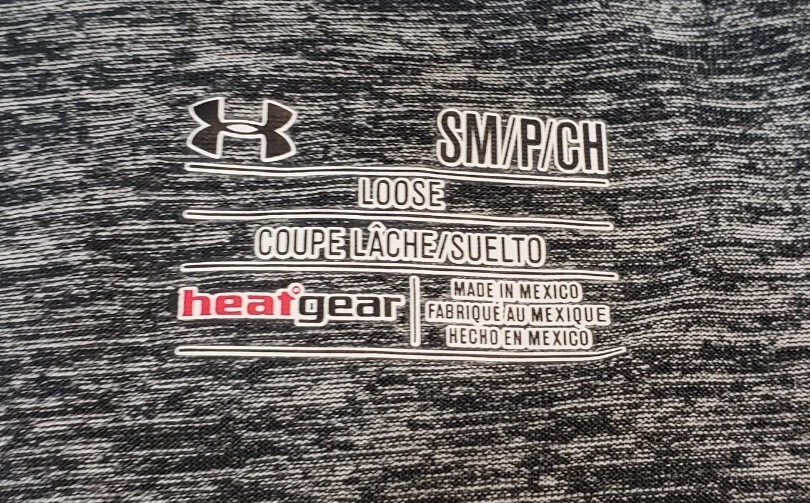 SM/P/CH
LOOSE
COUPE LÂCHE/SUELTO
heatgear
MADE IN MEXICO
FABRIQUÉ AU MEXIQUE
HECHO EN MEXICO